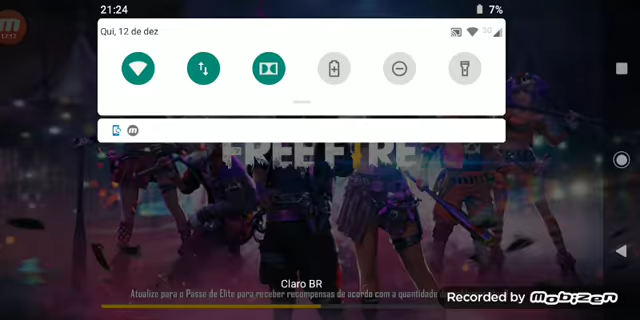 21:24
7%
Qui, 12 de dez
3G
FREE FIRE
Claro BR
Atualize para o Passe de Elite para receber recompensas de acordo com a quantidade
Recorded by mobizen